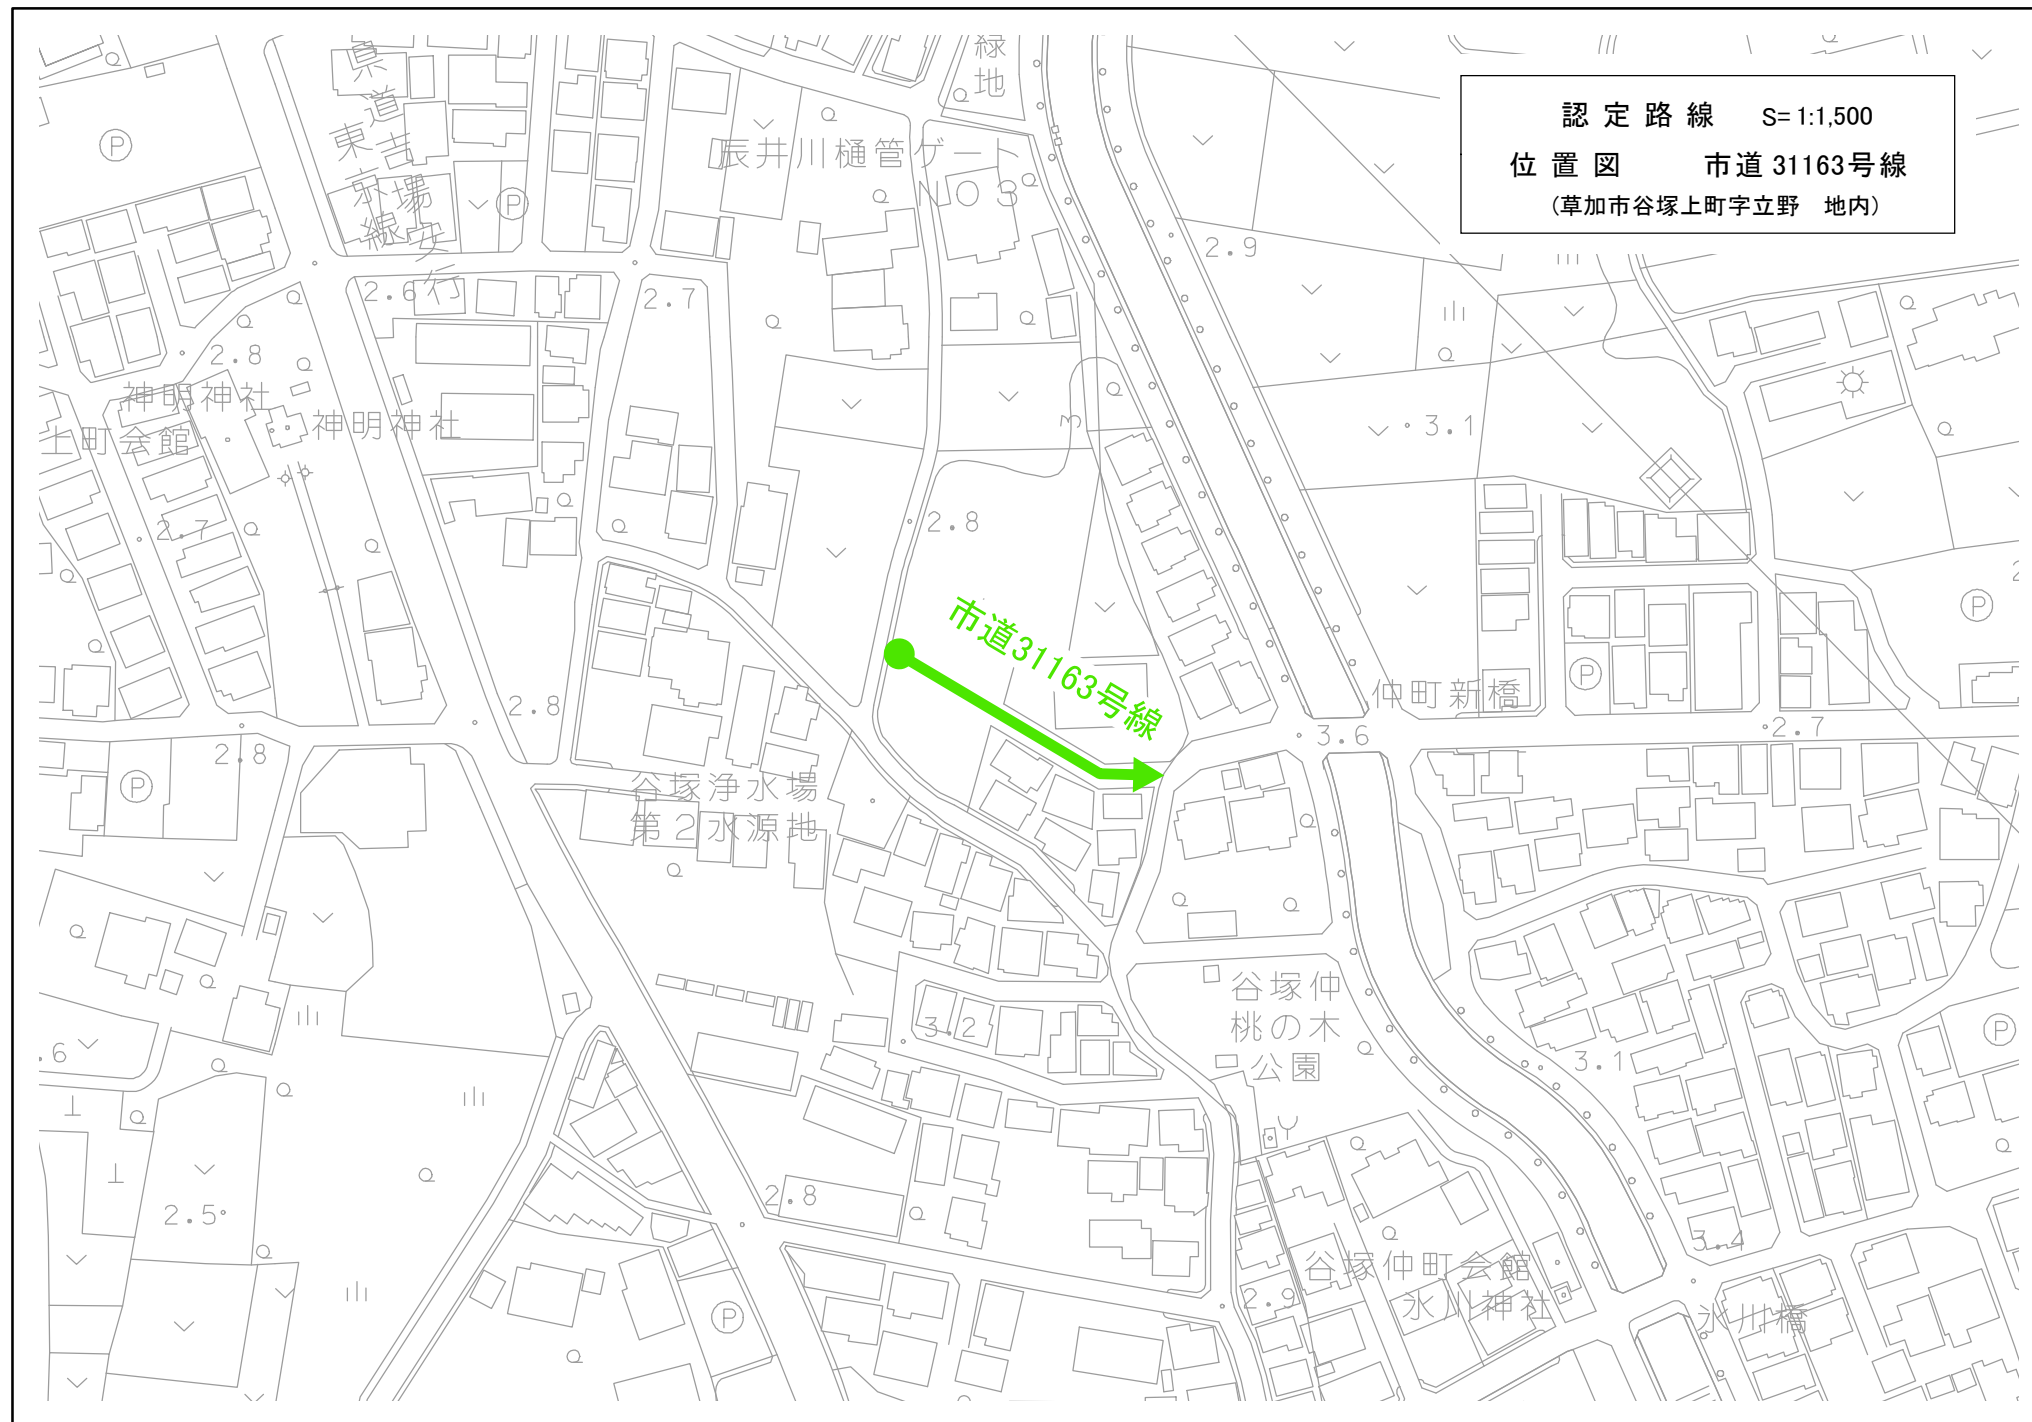 認定路線 S=1:1,500
位置図 市道31163号線
(草加市谷塚上町字立野 地内)
緑地
県道
吉場安行
東京線
P
辰井川樋管ゲート
NO3
P
2.9
2.6
2.7
2.8
神明神社
神明神社
上町会館
3
3.1
2.7
2.8
P
市道31163号線
P
仲町新橋
2.8
2.8
3.6
2.7
P
谷塚浄水場
第2水源地
谷塚仲
桃の木
公園
3.2
P
.6
3.1
2.8
2.5
3.4
谷塚仲町会館
氷川神社
2.9
P
氷川橋